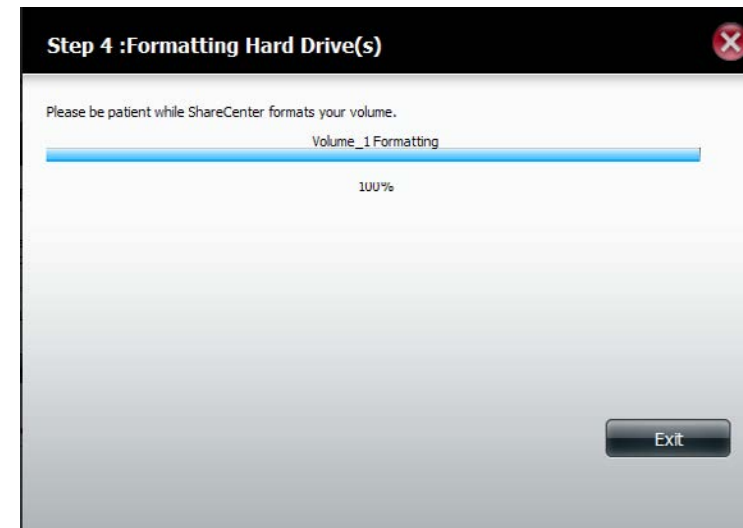 Step 4 :Formatting Hard Drive(s)
Please be patient while ShareCenter formats your volume.
Volume_1 Formatting
100%
Exit